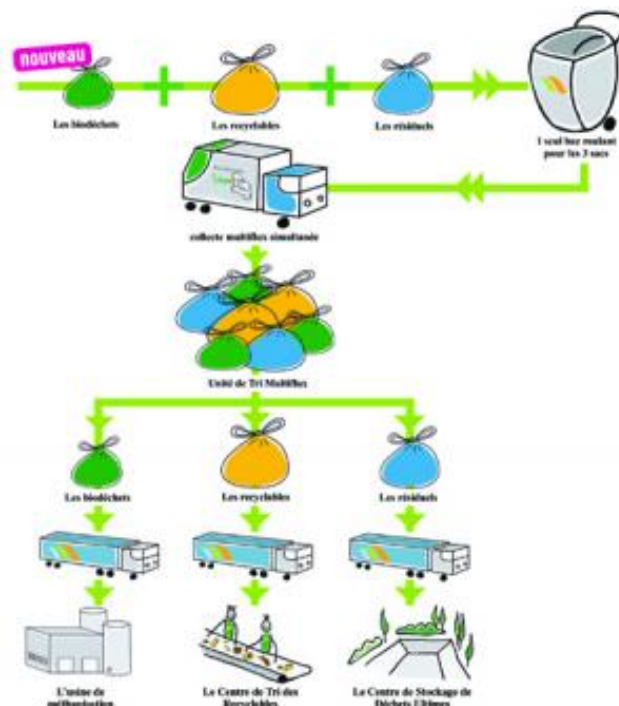 nouveau
Les biodéchets
Les recyclables
Les résiduels
1 seul bac roulant
pour les 3 sacs
collecte multiflux simultanée
Unité de Tri Multiflux
Les biodéchets
Les recyclables
Les résiduels
L'usine de
méthanisation
Le Centre de Tri des
Recyclables
Le Centre de Stockage de
Déchets Ultimes